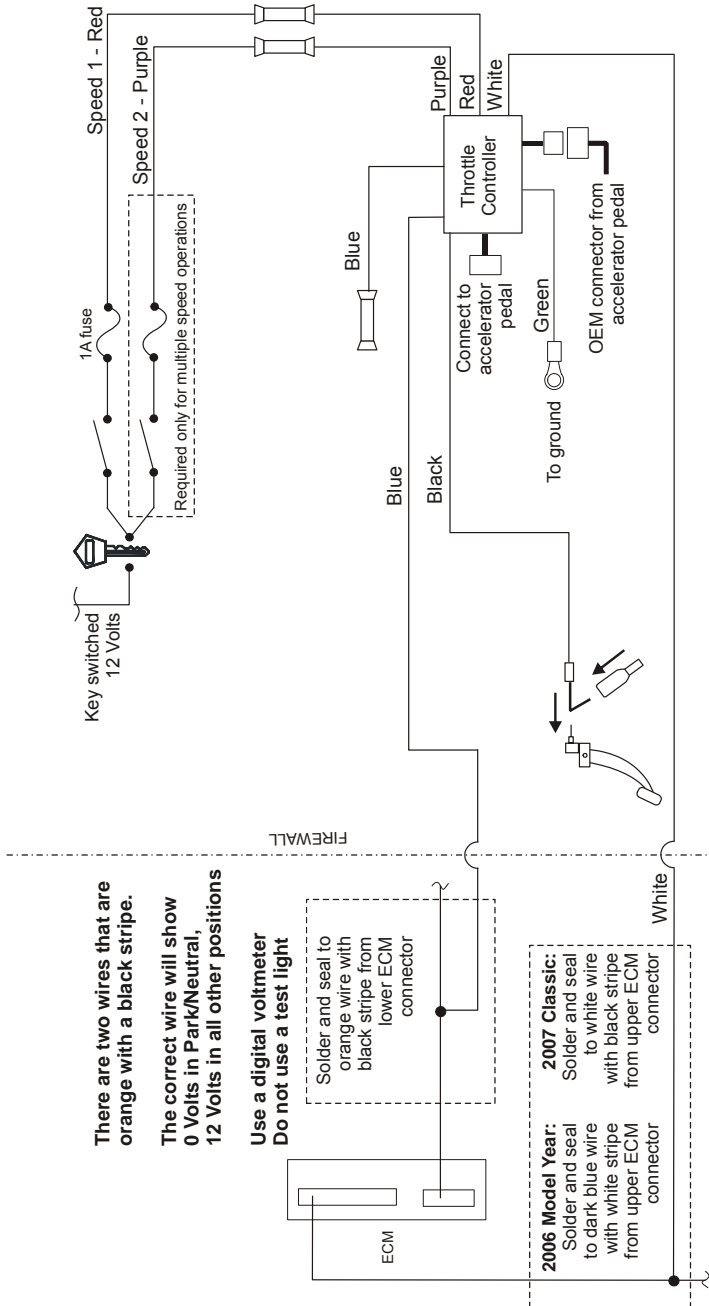 There are two wires that are
orange with a black stripe.
The correct wire will show
0 Volts in Park/Neutral,
12 Volts in all other positions
Use a digital voltmeter
Do not use a test light
Solder and seal to
orange wire with
black stripe from
lower ECM
connector
ECM
2006 Model Year:
Solder and seal
to dark blue wire
with white stripe
from upper ECM
connector
2007 Classic:
Solder and seal
to white wire
with black stripe
from upper ECM
connector
White
FIREWALL
Key switched
12 Volts
1A fuse
Required only for multiple speed operations
Speed 1 - Red
Speed 2 - Purple
Blue
Black
Blue
Connect to
accelerator
pedal
Green
To ground
Throttle
Controller
Purple
Red
White
OEM connector from
accelerator pedal